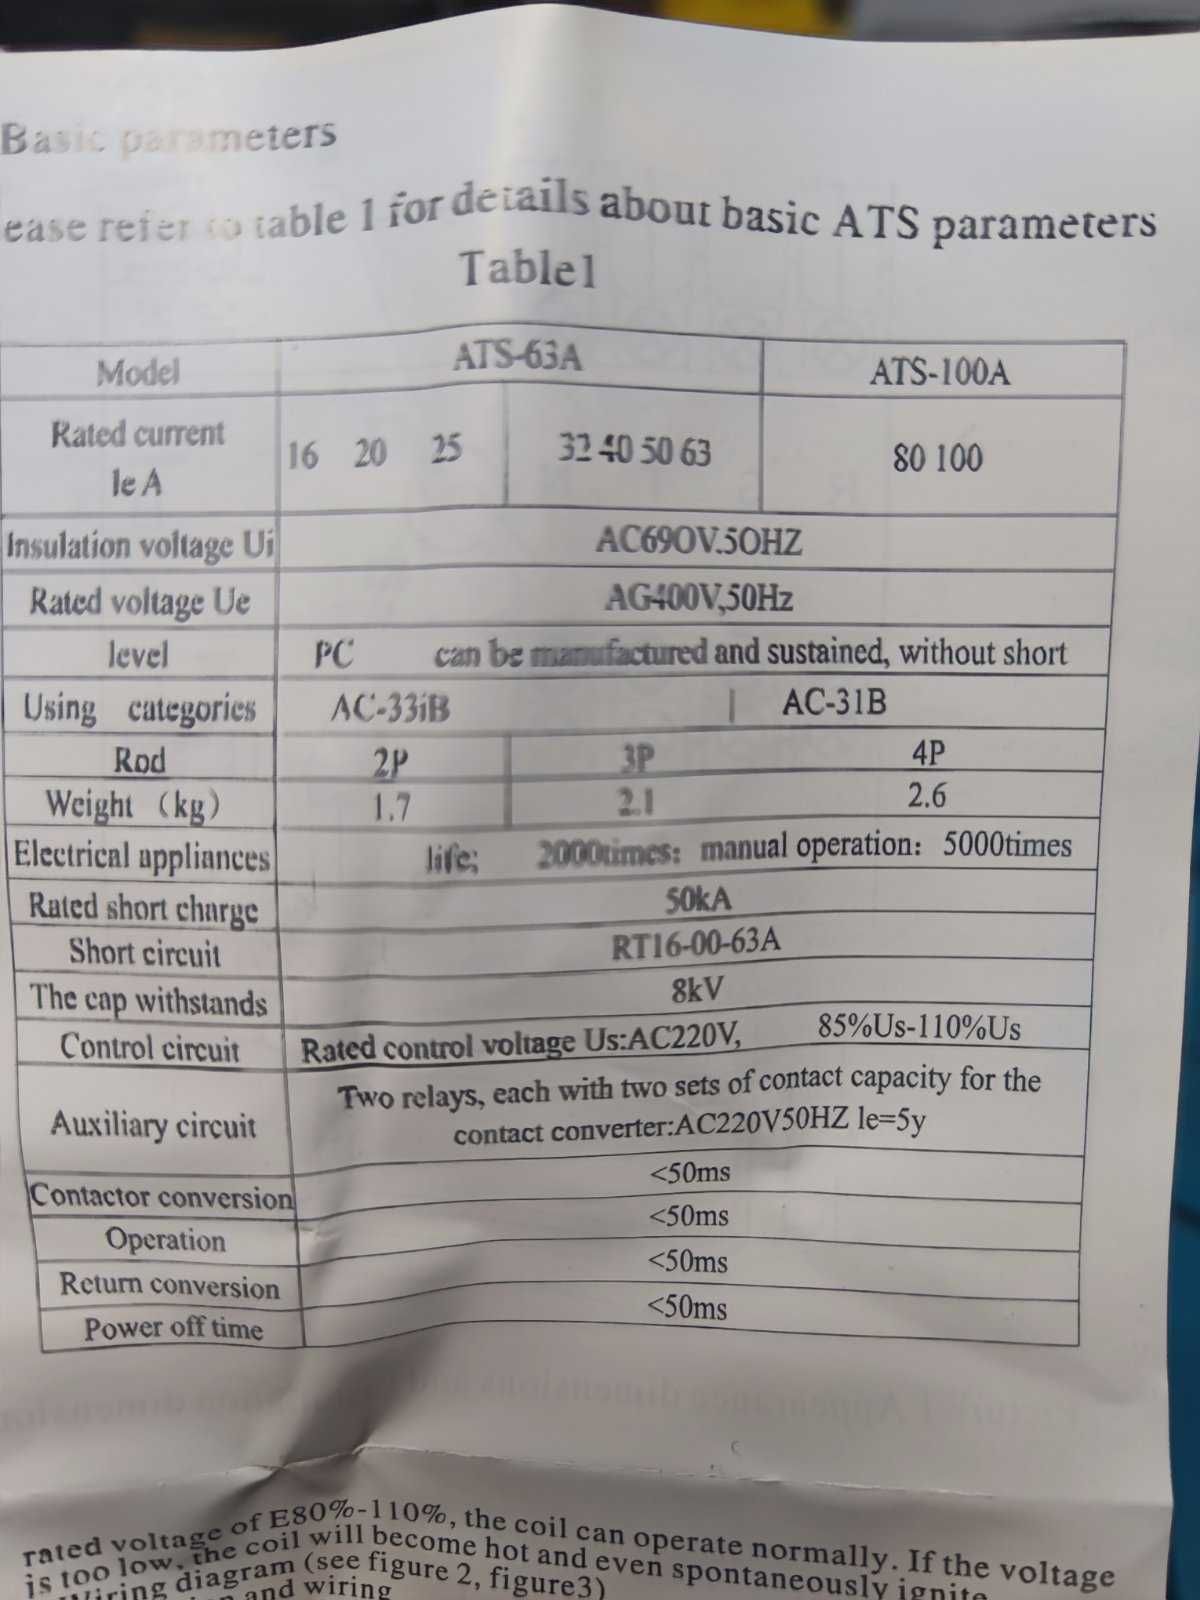 Basic parameters
ease refer to table 1 for details about basic ATS parameters
Table1
Model ATS-63A ATS-100A
Rated current
le A 16 20 25 32 40 50 63 80 100
Insulation voltage Ui AC69OV.5OHZ
Rated voltage Ue AG400V,50Hz
level PC can be manufactured and sustained, without short
Using categories AC-33iB | AC-31B
Rod 2P 3P 4P
Weight (kg) 1.7 2.1 2.6
Electrical appliances life; 2000times: manual operation: 5000times
Rated short charge 50kA
Short circuit RT16-00-63A
The cap withstands 8kV
Control circuit Rated control voltage Us:AC220V, 85%Us-110%Us
Auxiliary circuit Two relays, each with two sets of contact capacity for the
contact converter:AC220V50HZ le=5y
Contactor conversion <50ms
Operation <50ms
Return conversion <50ms
Power off time <50ms
rated voltage of E80%-110%, the coil can operate normally. If the voltage
is too low, the coil will become hot and even spontaneously ignite
Wiring diagram (see figure 2, figure3)
and wiring